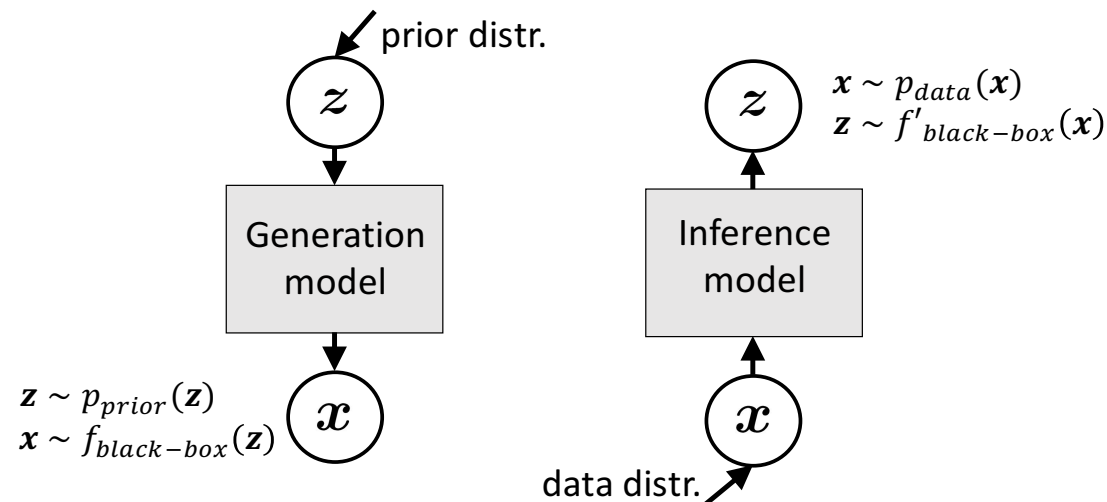 prior distr.
z
Generation
model
x
z ~ p_prior(z)
x ~ f_black−box(z)
z
x ~ p_data(x)
z ~ f'_black−box(x)
Inference
model
x
data distr.